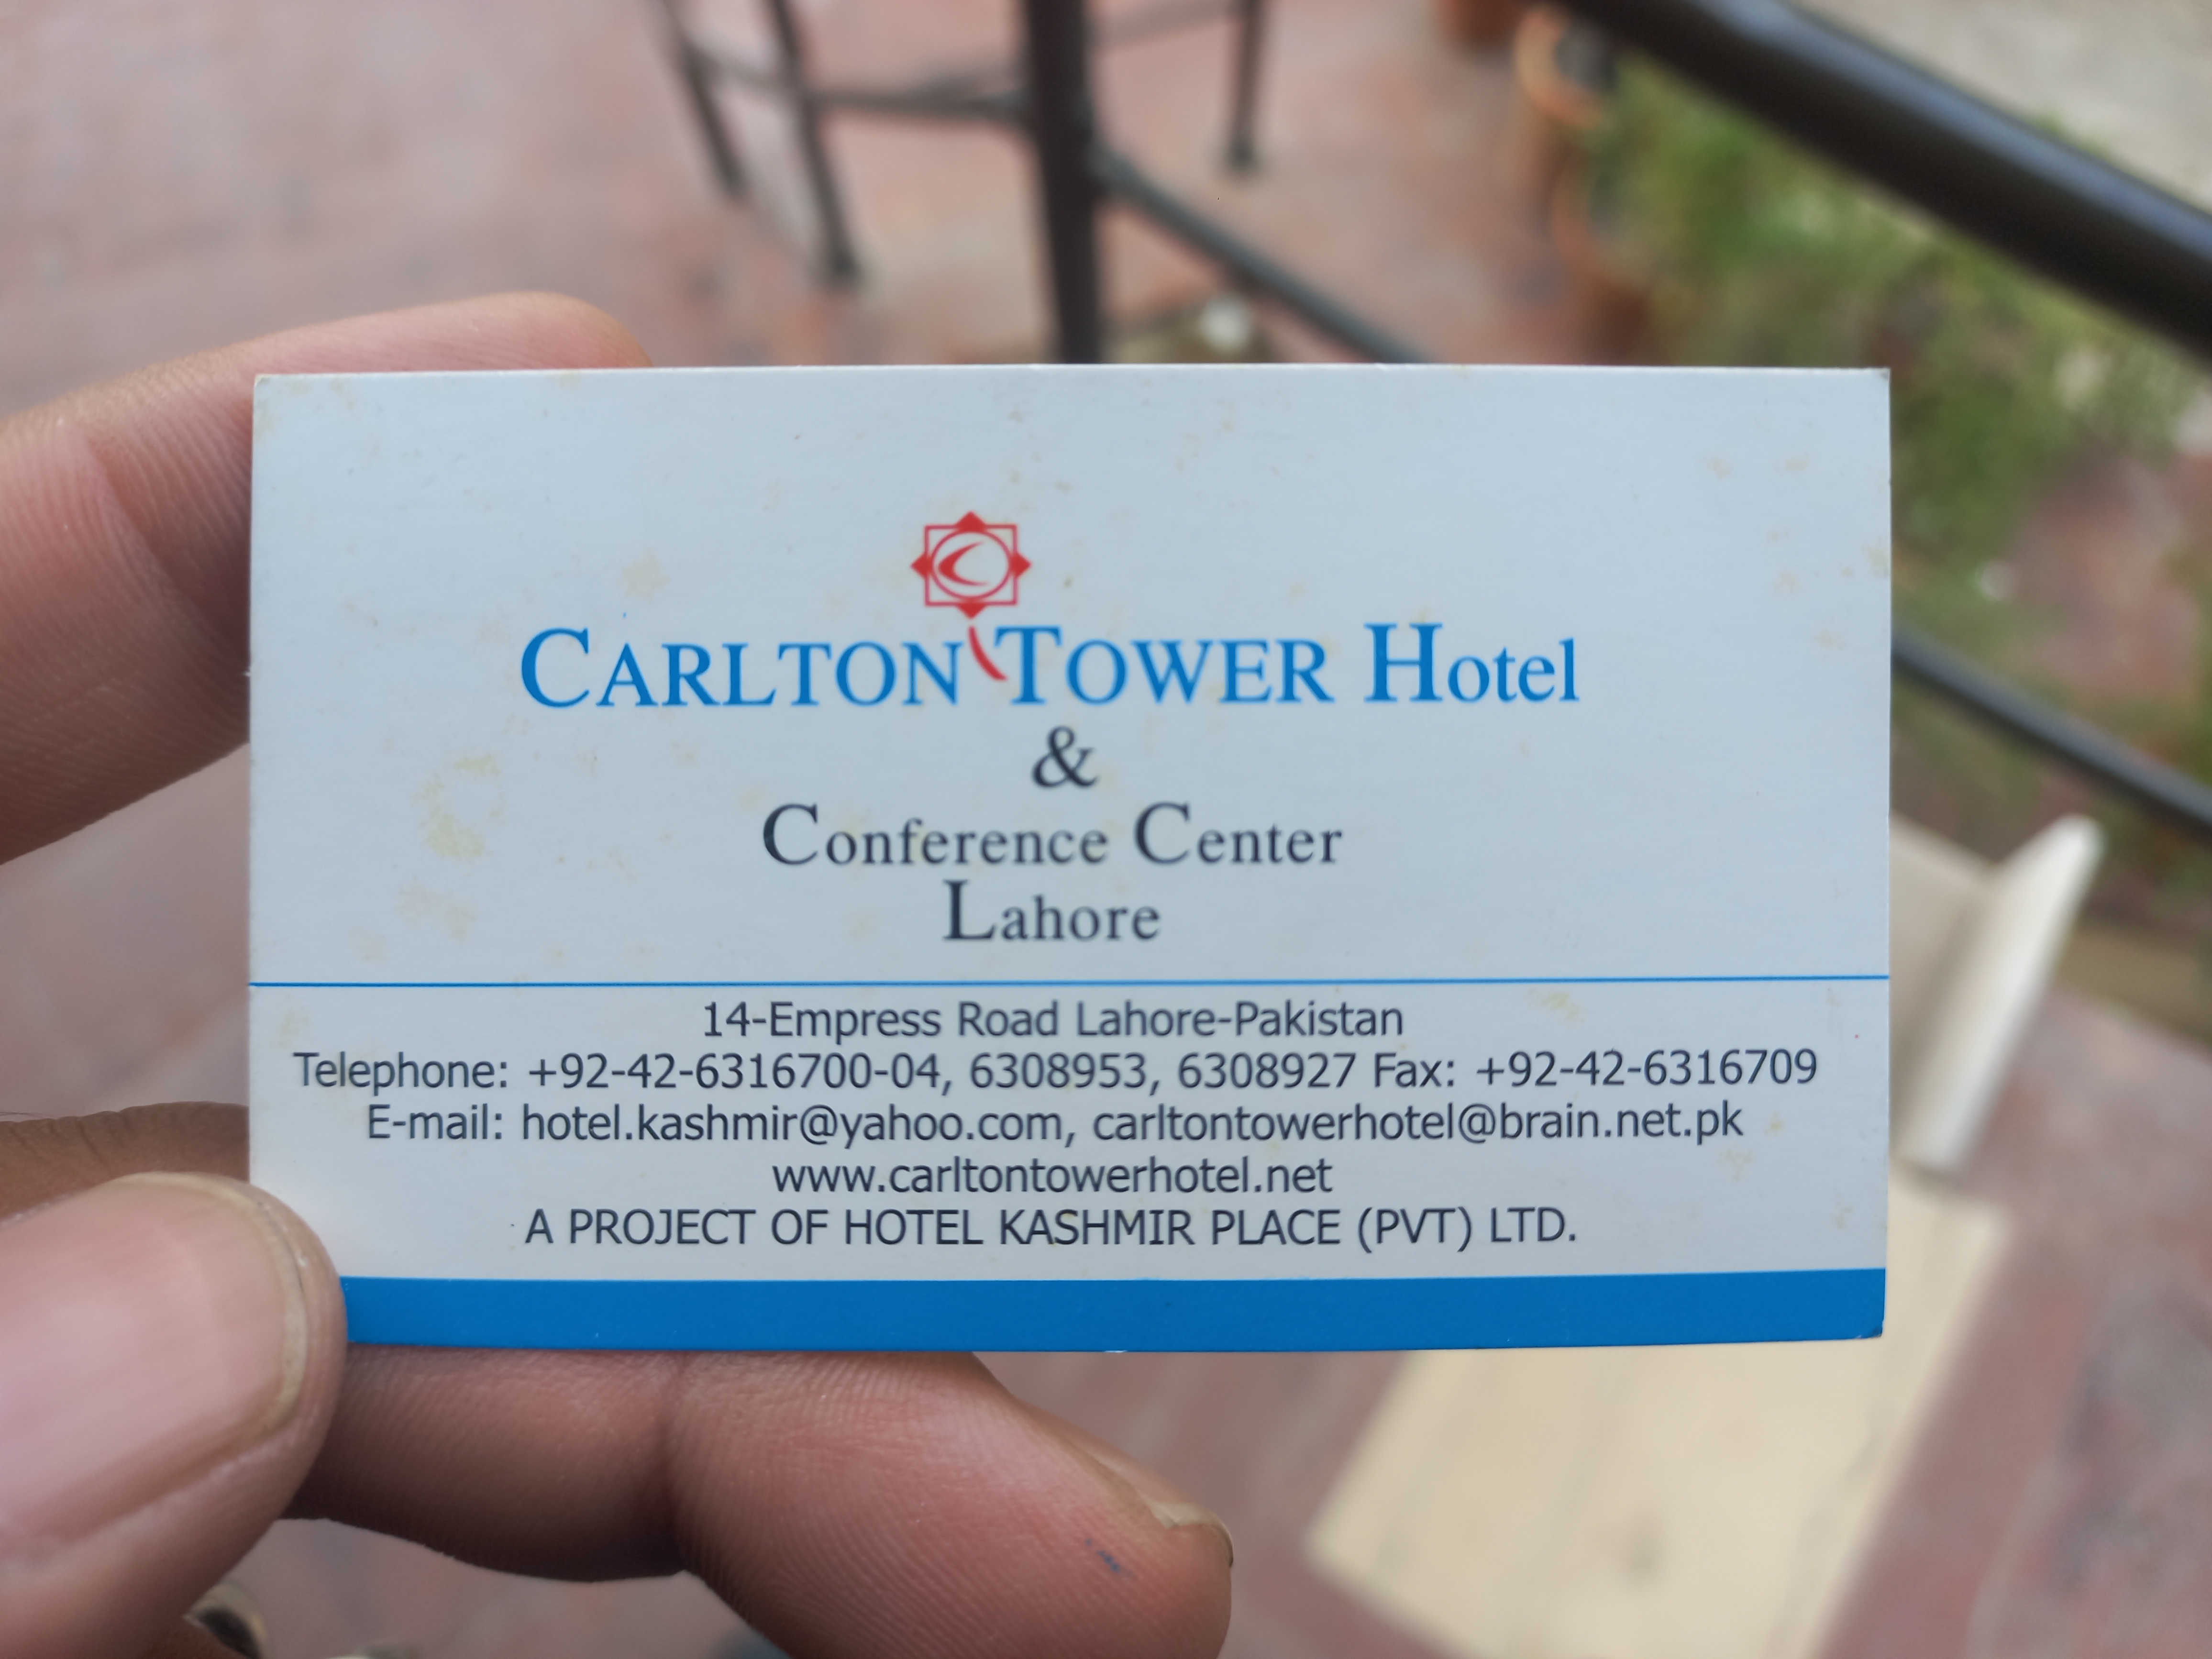 CARLTON TOWER Hotel
&
Conference Center
Lahore
14-Empress Road Lahore-Pakistan
Telephone: +92-42-6316700-04, 6308953, 6308927 Fax: +92-42-6316709
E-mail: hotel.kashmir@yahoo.com, carltontowerhotel@brain.net.pk
www.carltontowerhotel.net
A PROJECT OF HOTEL KASHMIR PLACE (PVT) LTD.